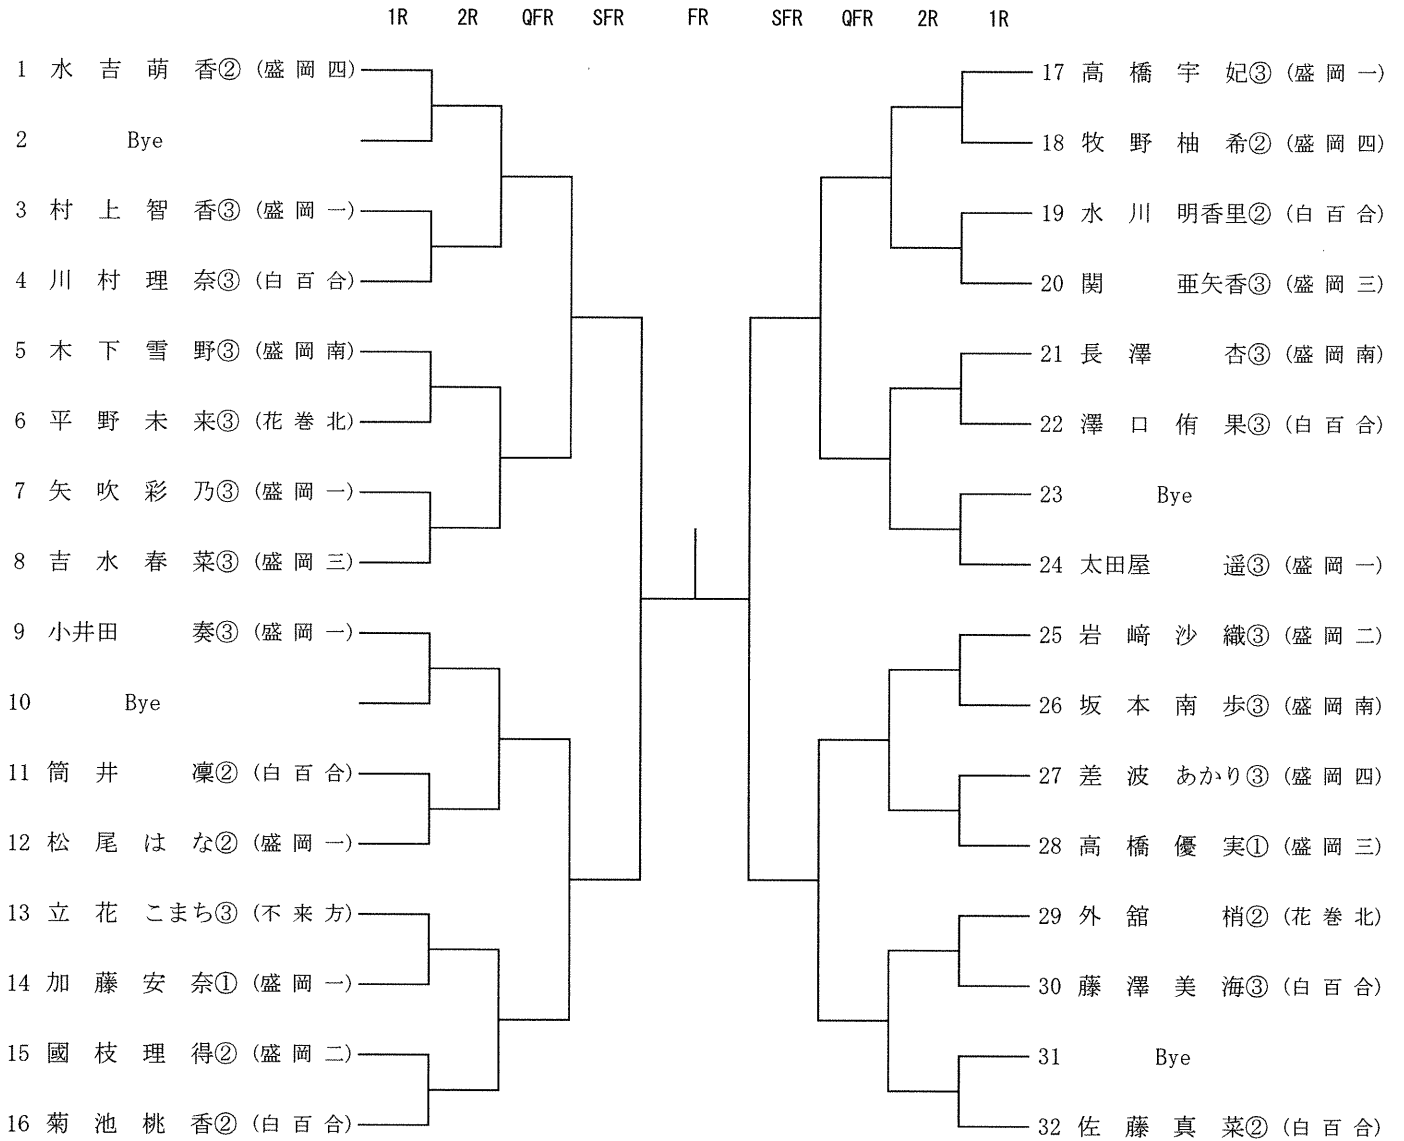 1R 2R QFR SFR FR SFR QFR 2R 1R
1 水吉萌香② (盛岡四)
2 Bye
3 村上智香③ (盛岡一)
4 川村理奈③ (白百合)
5 木下雪野③ (盛岡南)
6 平野未来③ (花巻北)
7 矢吹彩乃③ (盛岡一)
8 吉水春菜③ (盛岡三)
9 小井田奏③ (盛岡一)
10 Bye
11 筒井凜② (白百合)
12 松尾はな② (盛岡一)
13 立花こまち③ (不来方)
14 加藤安奈① (盛岡一)
15 國枝理得② (盛岡二)
16 菊池桃香② (白百合)
17 高橋宇妃③ (盛岡一)
18 牧野柚希② (盛岡四)
19 水川明香里② (白百合)
20 関亜矢香③ (盛岡三)
21 長澤杏③ (盛岡南)
22 澤口侑果③ (白百合)
23 Bye
24 太田屋遥③ (盛岡一)
25 岩﨑沙織③ (盛岡二)
26 坂本南歩③ (盛岡南)
27 差波あかり③ (盛岡四)
28 高橋優実① (盛岡三)
29 外舘梢② (花巻北)
30 藤澤美海③ (白百合)
31 Bye
32 佐藤真菜② (白百合)